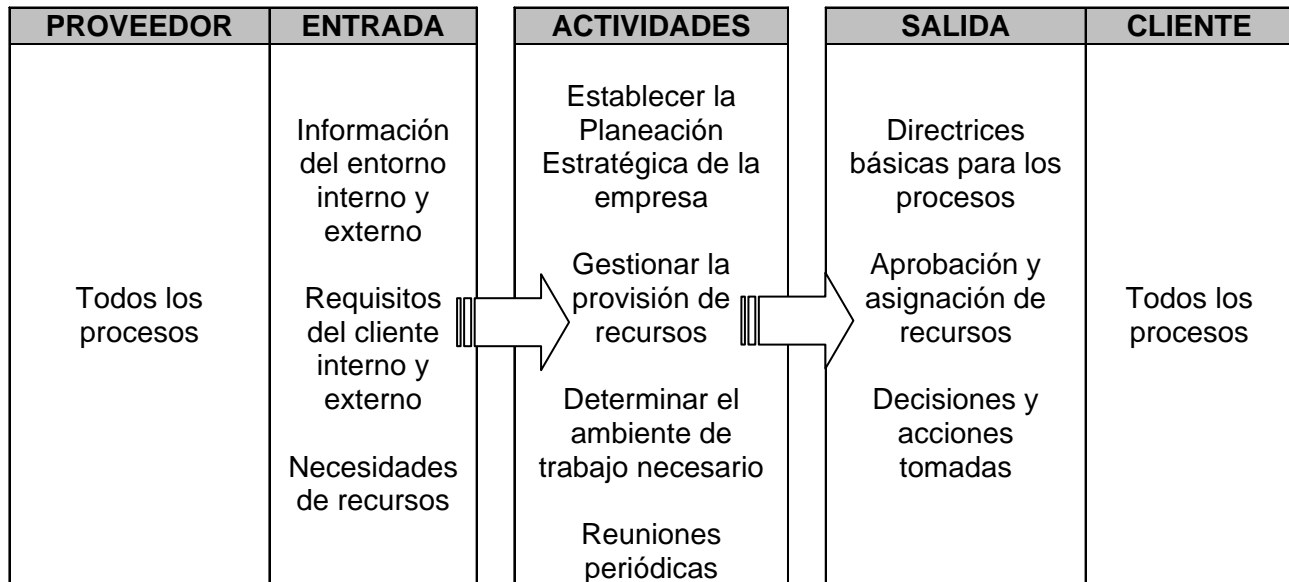 PROVEEDOR ENTRADA ACTIVIDADES SALIDA CLIENTE
Todos los
procesos
Información
del entorno
interno y
externo
Requisitos
del cliente
interno y
externo
Necesidades
de recursos
Establecer la
Planeación
Estratégica de la
empresa
Gestionar la
provisión de
recursos
Determinar el
ambiente de
trabajo necesario
Reuniones
periódicas
Directrices
básicas para los
procesos
Aprobación y
asignación de
recursos
Decisiones y
acciones
tomadas
Todos los
procesos